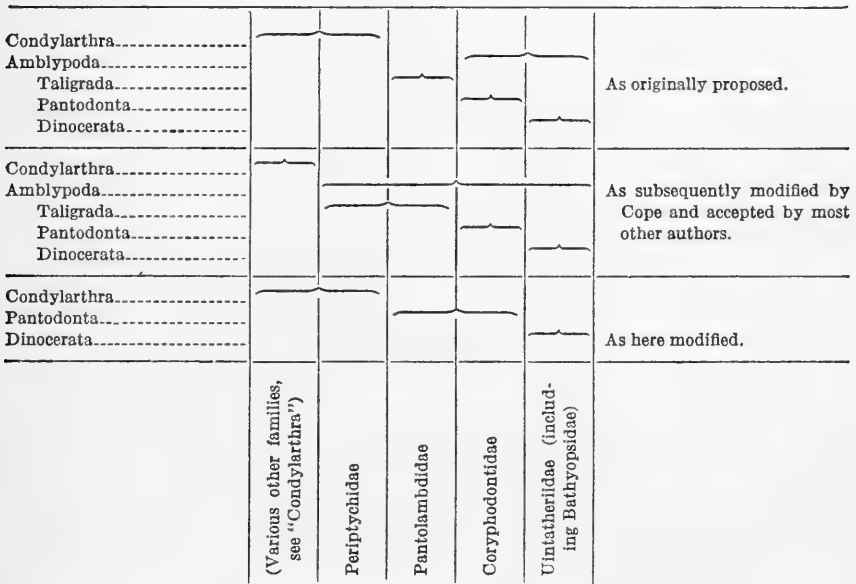 Condylarthra
Amblypoda
Taligrada
Pantodonta
Dinocerata
As originally proposed.
Condylarthra
Amblypoda
Taligrada
Pantodonta
Dinocerata
As subsequently modified by
Cope and accepted by most
other authors.
Condylarthra
Pantodonta
Dinocerata
As here modified.
(Various other families,
see "Condylarthra")
Periptychidae
Pantolambdidae
Coryphodontidae
Uintatheriidae (includ-
ing Bathyopsidae)